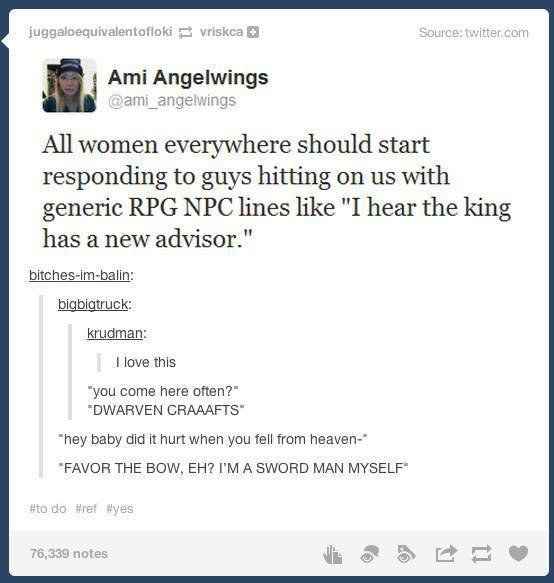 juggaloequivalentofloki vriskca
Source: twitter.com
Ami Angelwings
@ami_angelwings
All women everywhere should start
responding to guys hitting on us with
generic RPG NPC lines like "I hear the king
has a new advisor."
bitches-im-balin:
bigbigtruck:
krudman:
I love this
"you come here often?"
"DWARVEN CRAAAFTS"
"hey baby did it hurt when you fell from heaven-"
"FAVOR THE BOW, EH? I'M A SWORD MAN MYSELF"
#to do #ref #yes
76,339 notes